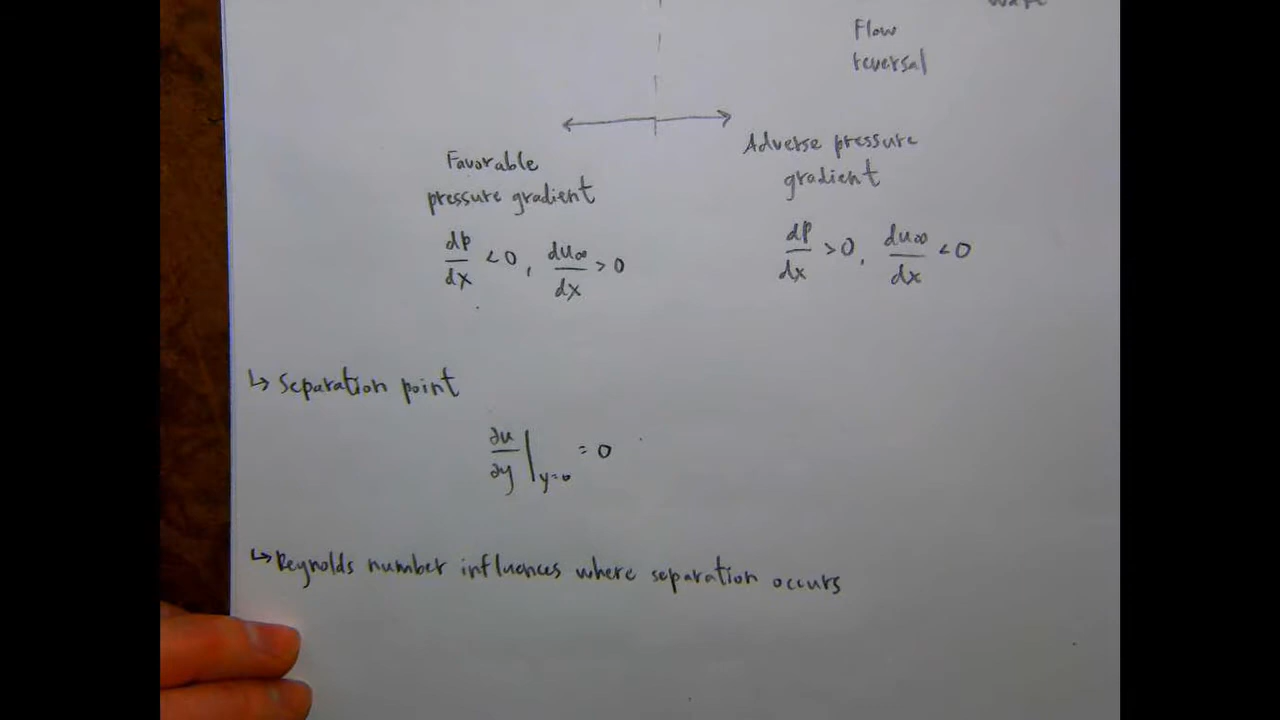 Flow
reversal
Favorable
pressure gradient
Adverse pressure
gradient
dp/dx < 0, du∞/dx > 0
dP/dx > 0, du∞/dx < 0
↳ Separation point
∂u/∂y |y=0 = 0
↳ Reynolds number influences where separation occurs